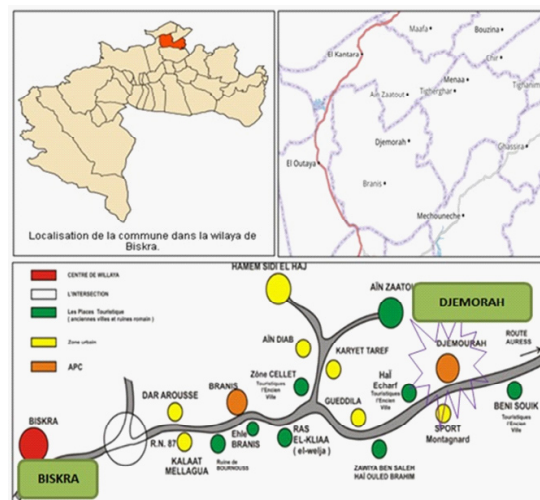 Localisation de la commune dans la wilaya de
Biskra.
Maafa
Bouzina
El Kantara
Chir
Menaa
Tigherghar
Ain Zaatout
Djemorah
Ghassira
El Outaya
Branis
Mechouneche
CENTRE DE WILLAYA
L'INTERSECTION
Les Places Touristique
( anciennes villes et ruines romain )
Zône urbain
APC
HAMEM SIDI EL HAJ
AÏN ZAATOU
DJEMORAH
ROUTE
AURESS
AÏN DIAB
KARYET TAREF
DJEMOURAH
Zône CELLET
Touristiques
l'Encien
Ville
HaÏ
Echarf
Touristiques
l'Encien
Ville
GUEDDILA
BRANIS
DAR AROUSSE
R.N. 87
BISKRA
BISKRA
KALAAT
MELLAGUA
Ruine de
BOURNOUSS
Ehle
BRANIS
RAS
EL-KLIAA
( el-welja )
ZAWIYA BEN SALEH
HAÏ OULED BRAHIM
SPORT
Montagnard
BENI SOUIK
Touristiques
l'Encien
Ville